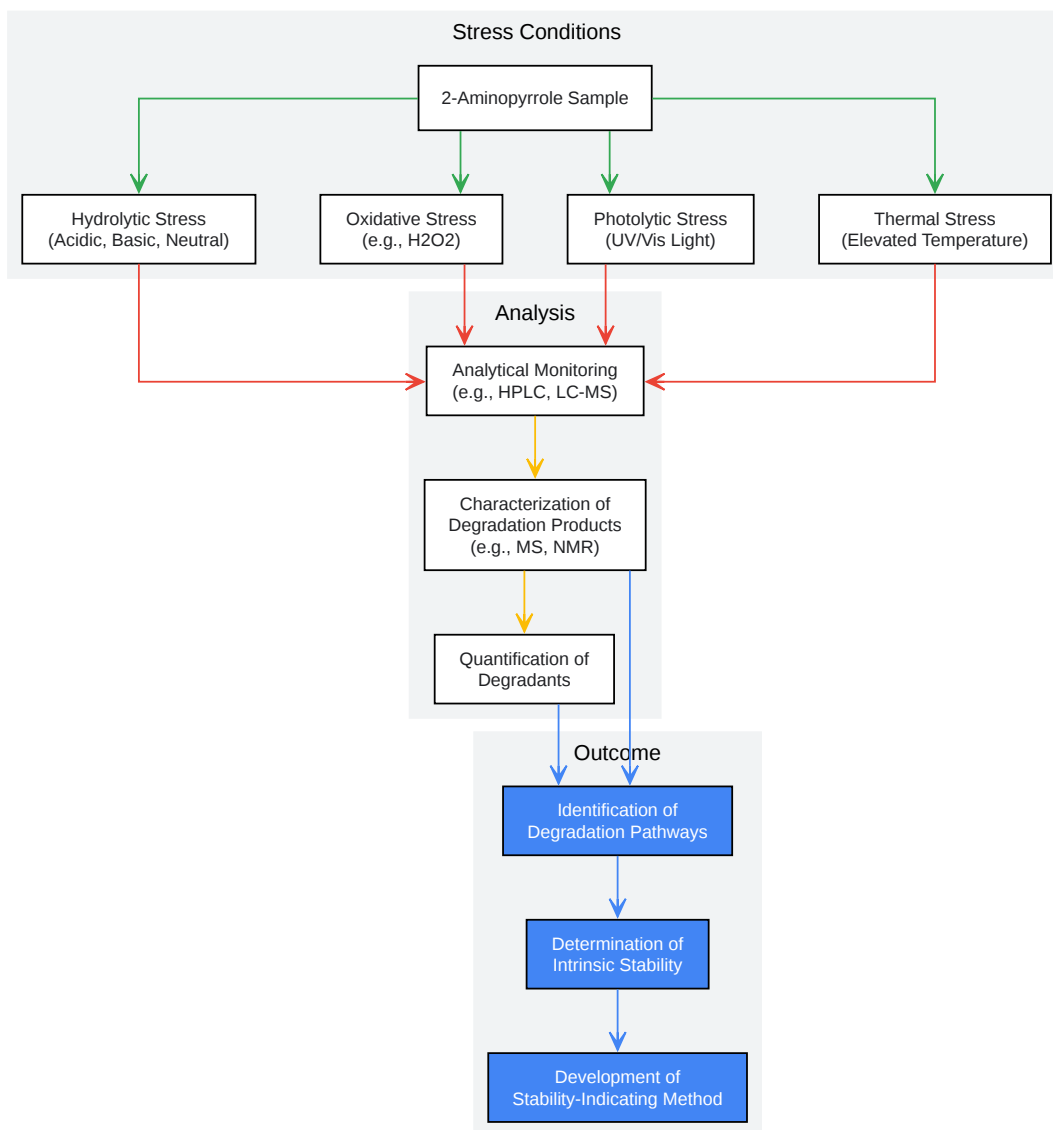 Stress Conditions
2-Aminopyrrole Sample
Hydrolytic Stress
(Acidic, Basic, Neutral)
Oxidative Stress
(e.g., H2O2)
Photolytic Stress
(UV/Vis Light)
Thermal Stress
(Elevated Temperature)
Analysis
Analytical Monitoring
(e.g., HPLC, LC-MS)
Characterization of
Degradation Products
(e.g., MS, NMR)
Quantification of
Degradants
Outcome
Identification of
Degradation Pathways
Determination of
Intrinsic Stability
Development of
Stability-Indicating Method